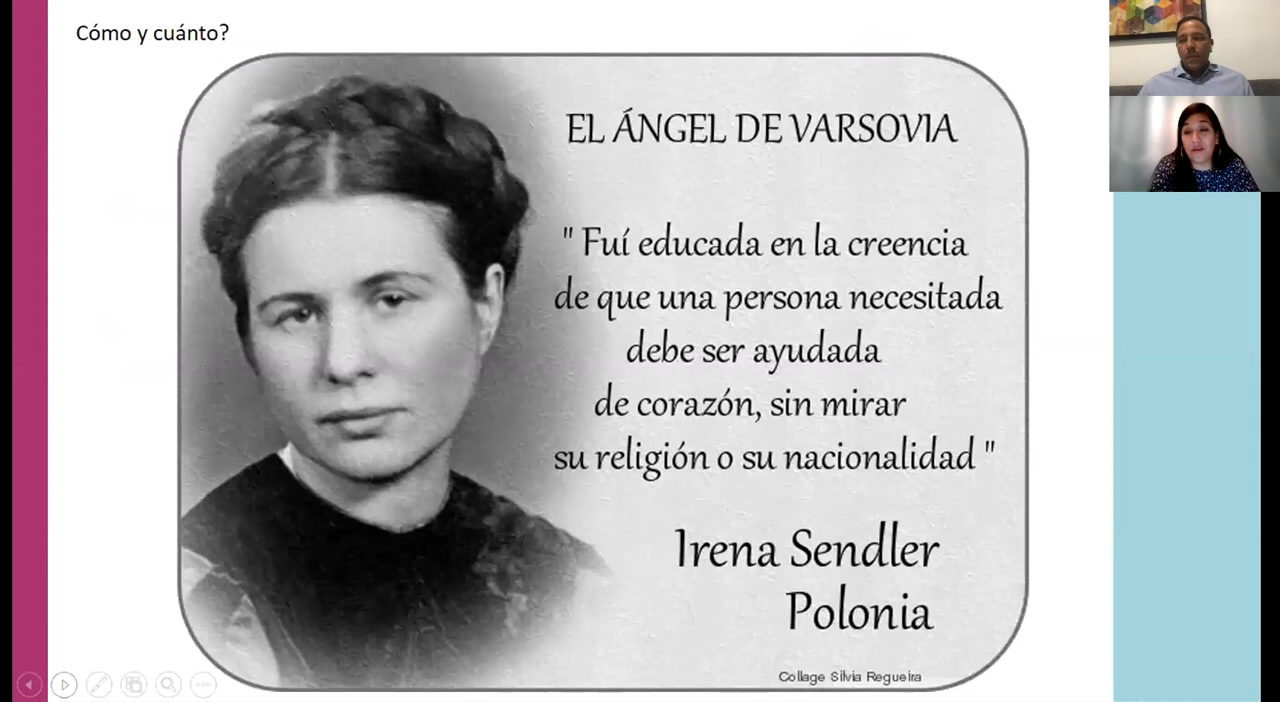 Cómo y cuánto?
EL ÁNGEL DE VARSOVIA
" Fuí educada en la creencia
de que una persona necesitada
debe ser ayudada
de corazón, sin mirar
su religión o su nacionalidad "
Irena Sendler
Polonia
Collage Silvia Regueira